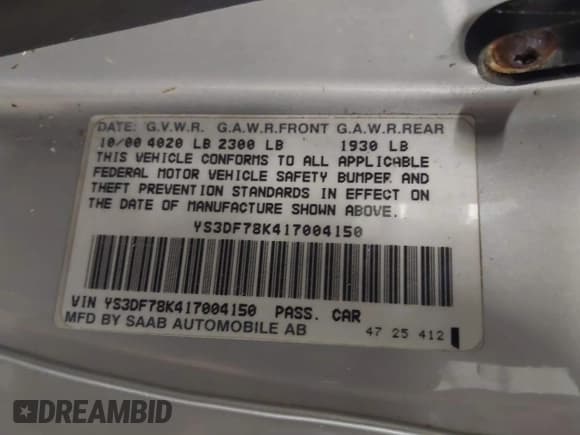 DATE: G.V.W.R. G.A.W.R.FRONT G.A.W.R.REAR
10/00 4020 LB 2300 LB 1930 LB
THIS VEHICLE CONFORMS TO ALL APPLICABLE
FEDERAL MOTOR VEHICLE SAFETY BUMPER AND
THEFT PREVENTION STANDARDS IN EFFECT ON
THE DATE OF MANUFACTURE SHOWN ABOVE.
YS3DF78K417004150
VIN YS3DF78K417004150 PASS. CAR
MFD BY SAAB AUTOMOBILE AB 47 25 412
DREAMBID